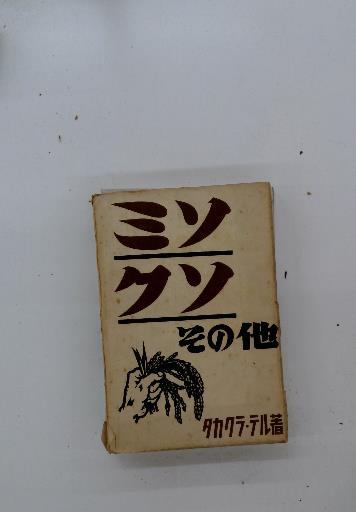 ミソ
クソ
その他
タカクラ・テル著